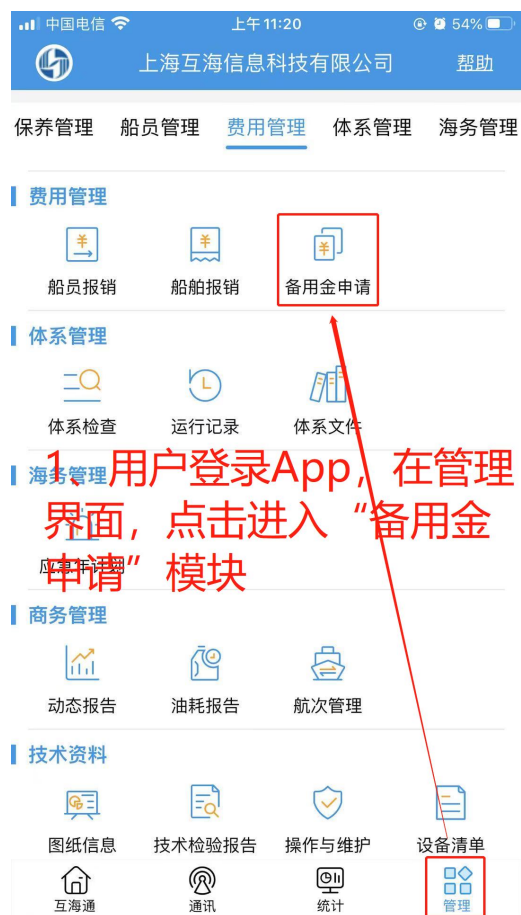 中国电信 上午11:20 54%
上海互海信息科技有限公司 帮助
保养管理 船员管理 费用管理 体系管理 海务管理
费用管理
船员报销 船舶报销 备用金申请
体系管理
体系检查 运行记录 体系文件
海务管理
1、用户登录App，在管理
界面，点击进入“备用金
申请”模块
应急年计划
商务管理
动态报告 油耗报告 航次管理
技术资料
图纸信息 技术检验报告 操作与维护 设备清单
互海通 通讯 统计 管理